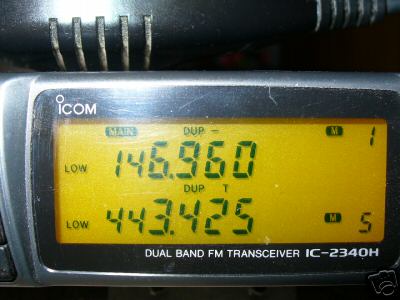 ICOM
MAIN DUP - M 1
LOW 146.960
DUP T
LOW 443.425 M 5
DUAL BAND FM TRANSCEIVER IC-2340H